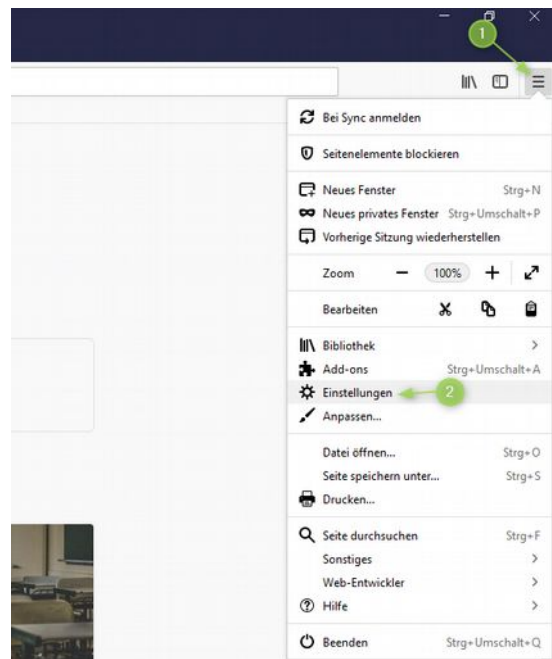 1
Bei Sync anmelden
Seitenelemente blockieren
Neues Fenster Strg+N
Neues privates Fenster Strg+Umschalt+P
Vorherige Sitzung wiederherstellen
Zoom 100%
Bearbeiten
Bibliothek
Add-ons Strg+Umschalt+A
Einstellungen 2
Anpassen...
Datei öffnen... Strg+O
Seite speichern unter... Strg+S
Drucken...
Seite durchsuchen Strg+F
Sonstiges
Web-Entwickler
Hilfe
Beenden Strg+Umschalt+Q